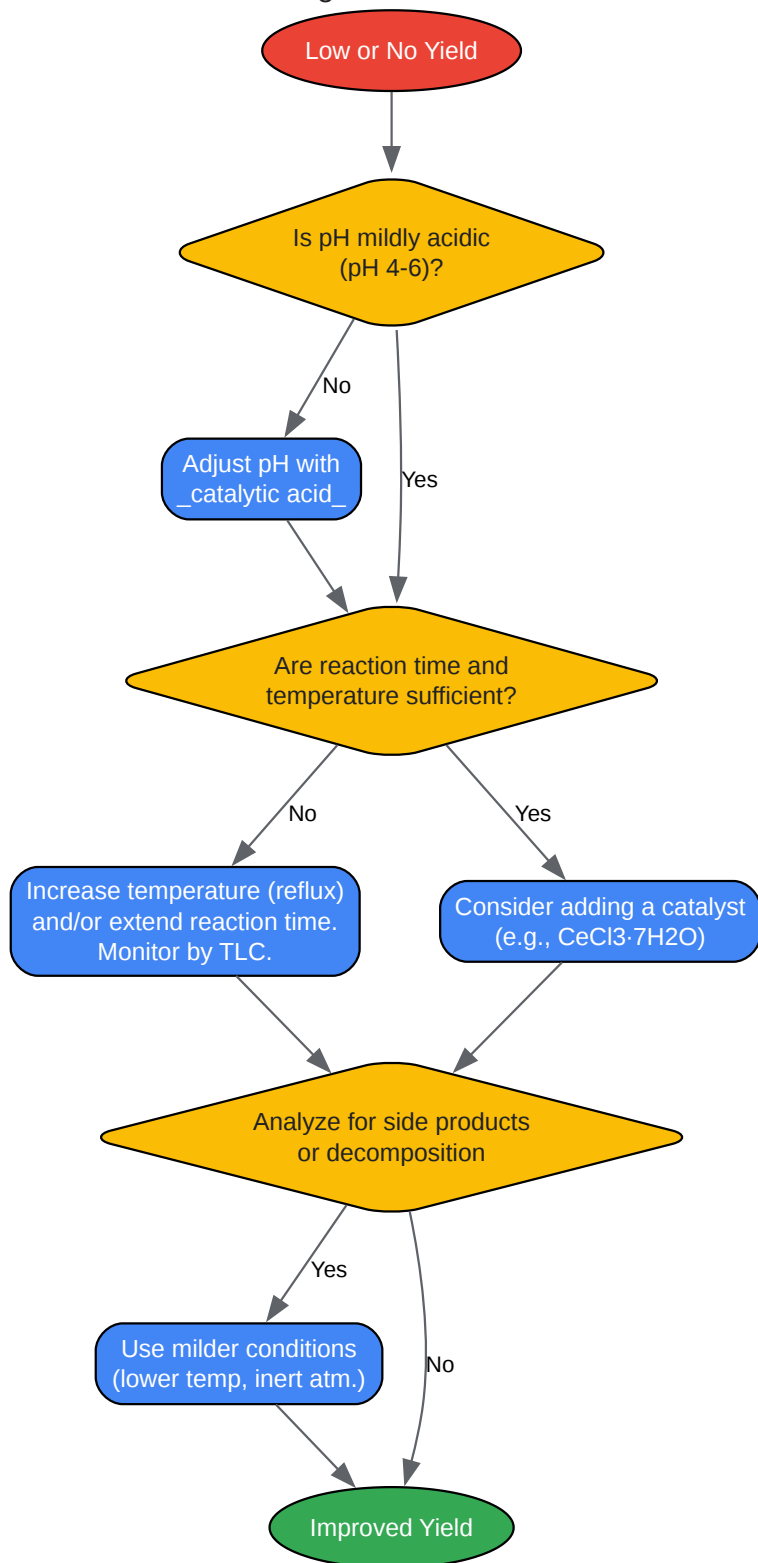 Low or No Yield
Is pH mildly acidic
(pH 4-6)?
No
Yes
Adjust pH with
_catalytic acid_
Are reaction time and
temperature sufficient?
No
Yes
Increase temperature (reflux)
and/or extend reaction time.
Monitor by TLC.
Consider adding a catalyst
(e.g., CeCl3·7H2O)
Analyze for side products
or decomposition
Yes
No
Use milder conditions
(lower temp, inert atm.)
Improved Yield